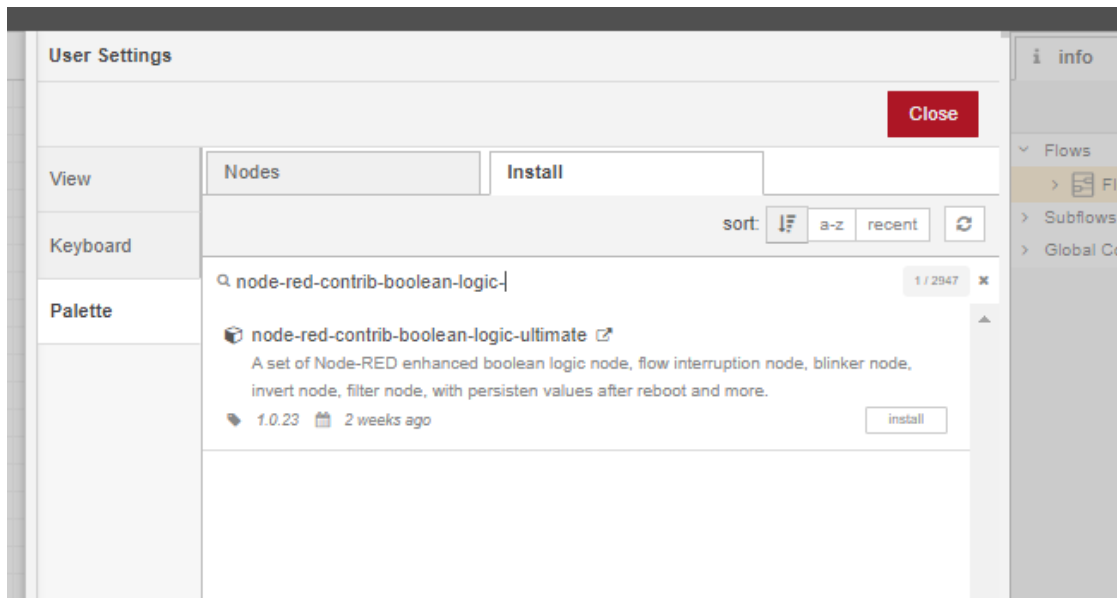 User Settings
info
Close
View
Nodes
Install
sort:
a-z
recent
Keyboard
node-red-contrib-boolean-logic-
1 / 2947
Palette
node-red-contrib-boolean-logic-ultimate
A set of Node-RED enhanced boolean logic node, flow interruption node, blinker node,
invert node, filter node, with persisten values after reboot and more.
1.0.23
2 weeks ago
install
Flows
Fl
Subflows
Global Co